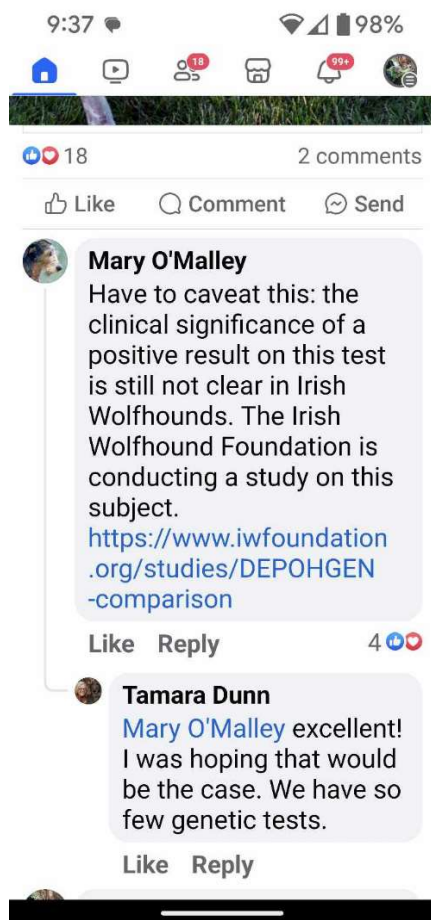 9:37 98%
18 99+
18 2 comments
Like Comment Send
Mary O'Malley
Have to caveat this: the
clinical significance of a
positive result on this test
is still not clear in Irish
Wolfhounds. The Irish
Wolfhound Foundation is
conducting a study on this
subject.
https://www.iwfoundation
.org/studies/DEPOHGEN
-comparison
Like Reply 4
Tamara Dunn
Mary O'Malley excellent!
I was hoping that would
be the case. We have so
few genetic tests.
Like Reply